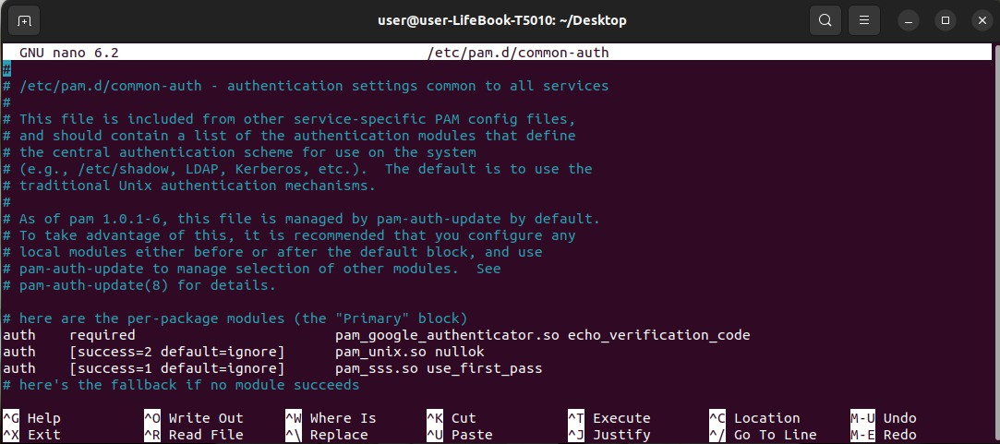 user@user-LifeBook-T5010: ~/Desktop
GNU nano 6.2 /etc/pam.d/common-auth
#
# /etc/pam.d/common-auth - authentication settings common to all services
#
# This file is included from other service-specific PAM config files,
# and should contain a list of the authentication modules that define
# the central authentication scheme for use on the system
# (e.g., /etc/shadow, LDAP, Kerberos, etc.).  The default is to use the
# traditional Unix authentication mechanisms.
#
# As of pam 1.0.1-6, this file is managed by pam-auth-update by default.
# To take advantage of this, it is recommended that you configure any
# local modules either before or after the default block, and use
# pam-auth-update to manage selection of other modules.  See
# pam-auth-update(8) for details.

# here are the per-package modules (the "Primary" block)
auth    required                        pam_google_authenticator.so echo_verification_code
auth    [success=2 default=ignore]      pam_unix.so nullok
auth    [success=1 default=ignore]      pam_sss.so use_first_pass
# here's the fallback if no module succeeds
^G Help ^O Write Out ^W Where Is ^K Cut ^T Execute ^C Location M-U Undo
^X Exit ^R Read File ^\ Replace ^U Paste ^J Justify ^/ Go To Line M-E Redo